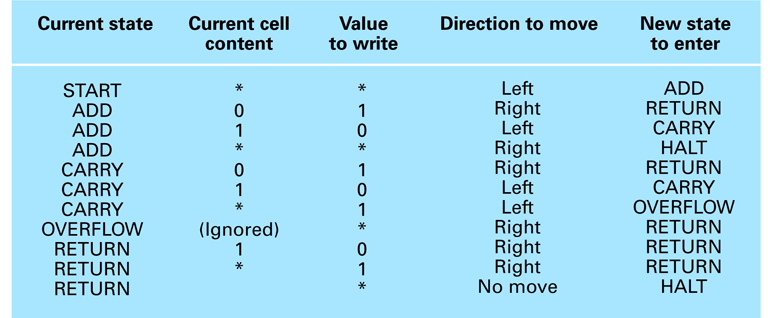 Current state Current cell content Value to write Direction to move New state to enter
START * * Left ADD
ADD 0 1 Right RETURN
ADD 1 0 Left CARRY
ADD * * Right HALT
CARRY 0 1 Right RETURN
CARRY 1 0 Left CARRY
CARRY * 1 Left OVERFLOW
OVERFLOW (Ignored) * Right RETURN
RETURN 1 0 Right RETURN
RETURN * 1 Right RETURN
RETURN * No move HALT